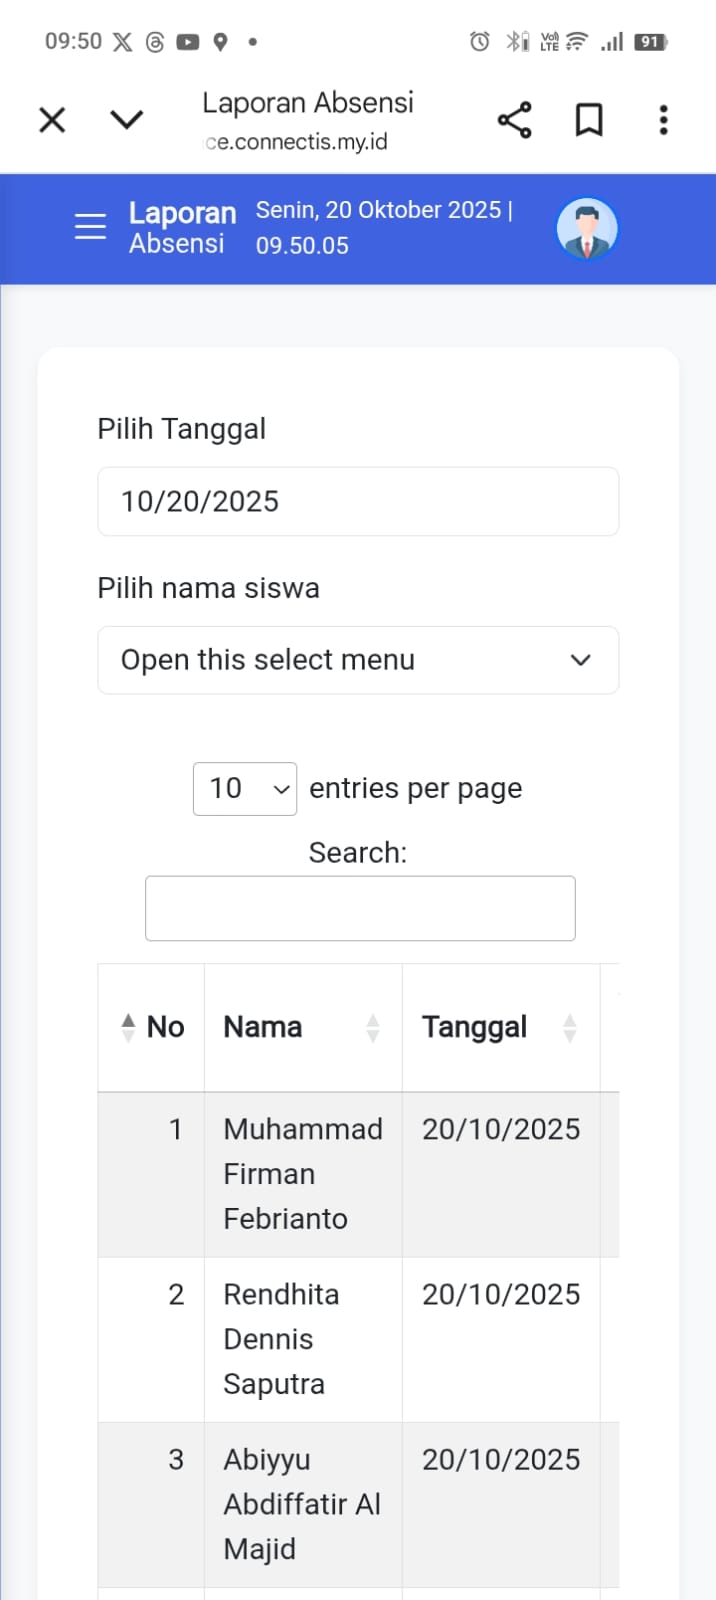 09:50
Vo) LTE
91
Laporan Absensi
ce.connectis.my.id
Laporan
Absensi
Senin, 20 Oktober 2025 |
09.50.05
Pilih Tanggal
10/20/2025
Pilih nama siswa
Open this select menu
10 entries per page
Search:
No Nama Tanggal
1 Muhammad 20/10/2025
Firman
Febrianto
2 Rendhita 20/10/2025
Dennis
Saputra
3 Abiyyu 20/10/2025
Abdiffatir Al
Majid